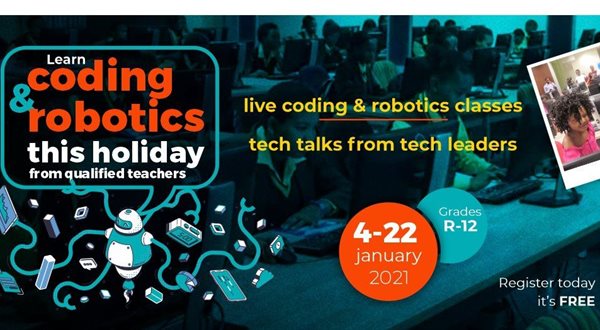 Learn
coding
& robotics
this holiday
from qualified teachers
live coding & robotics classes
tech talks from tech leaders
4-22
january
2021
Grades
R-12
Register today
it's FREE